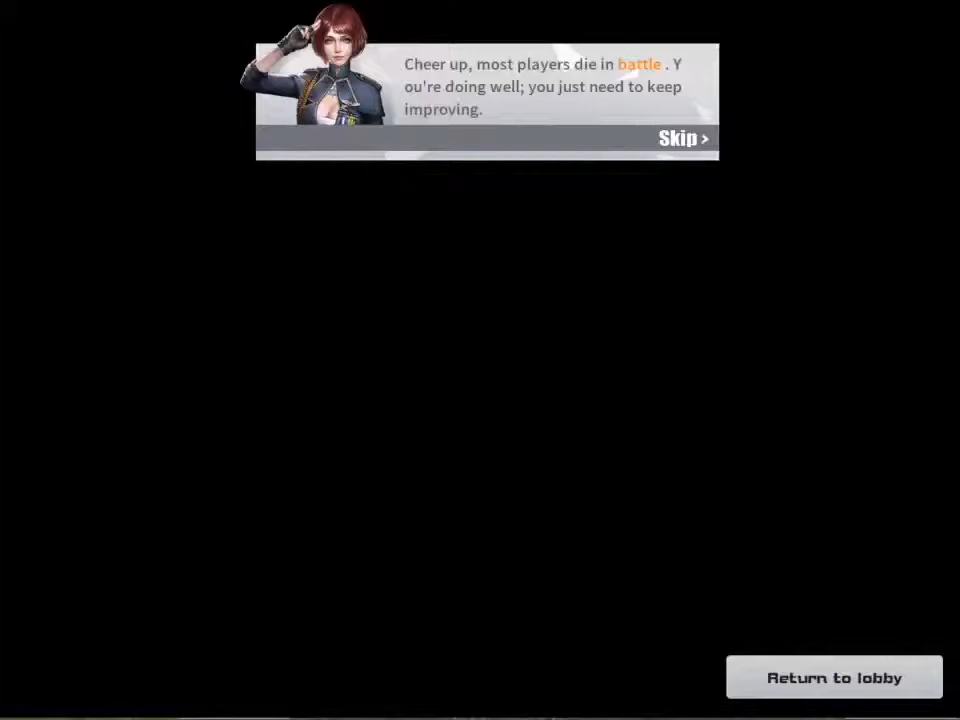 Cheer up, most players die in battle . Y
ou're doing well; you just need to keep
improving.
Skip >
Return to lobby